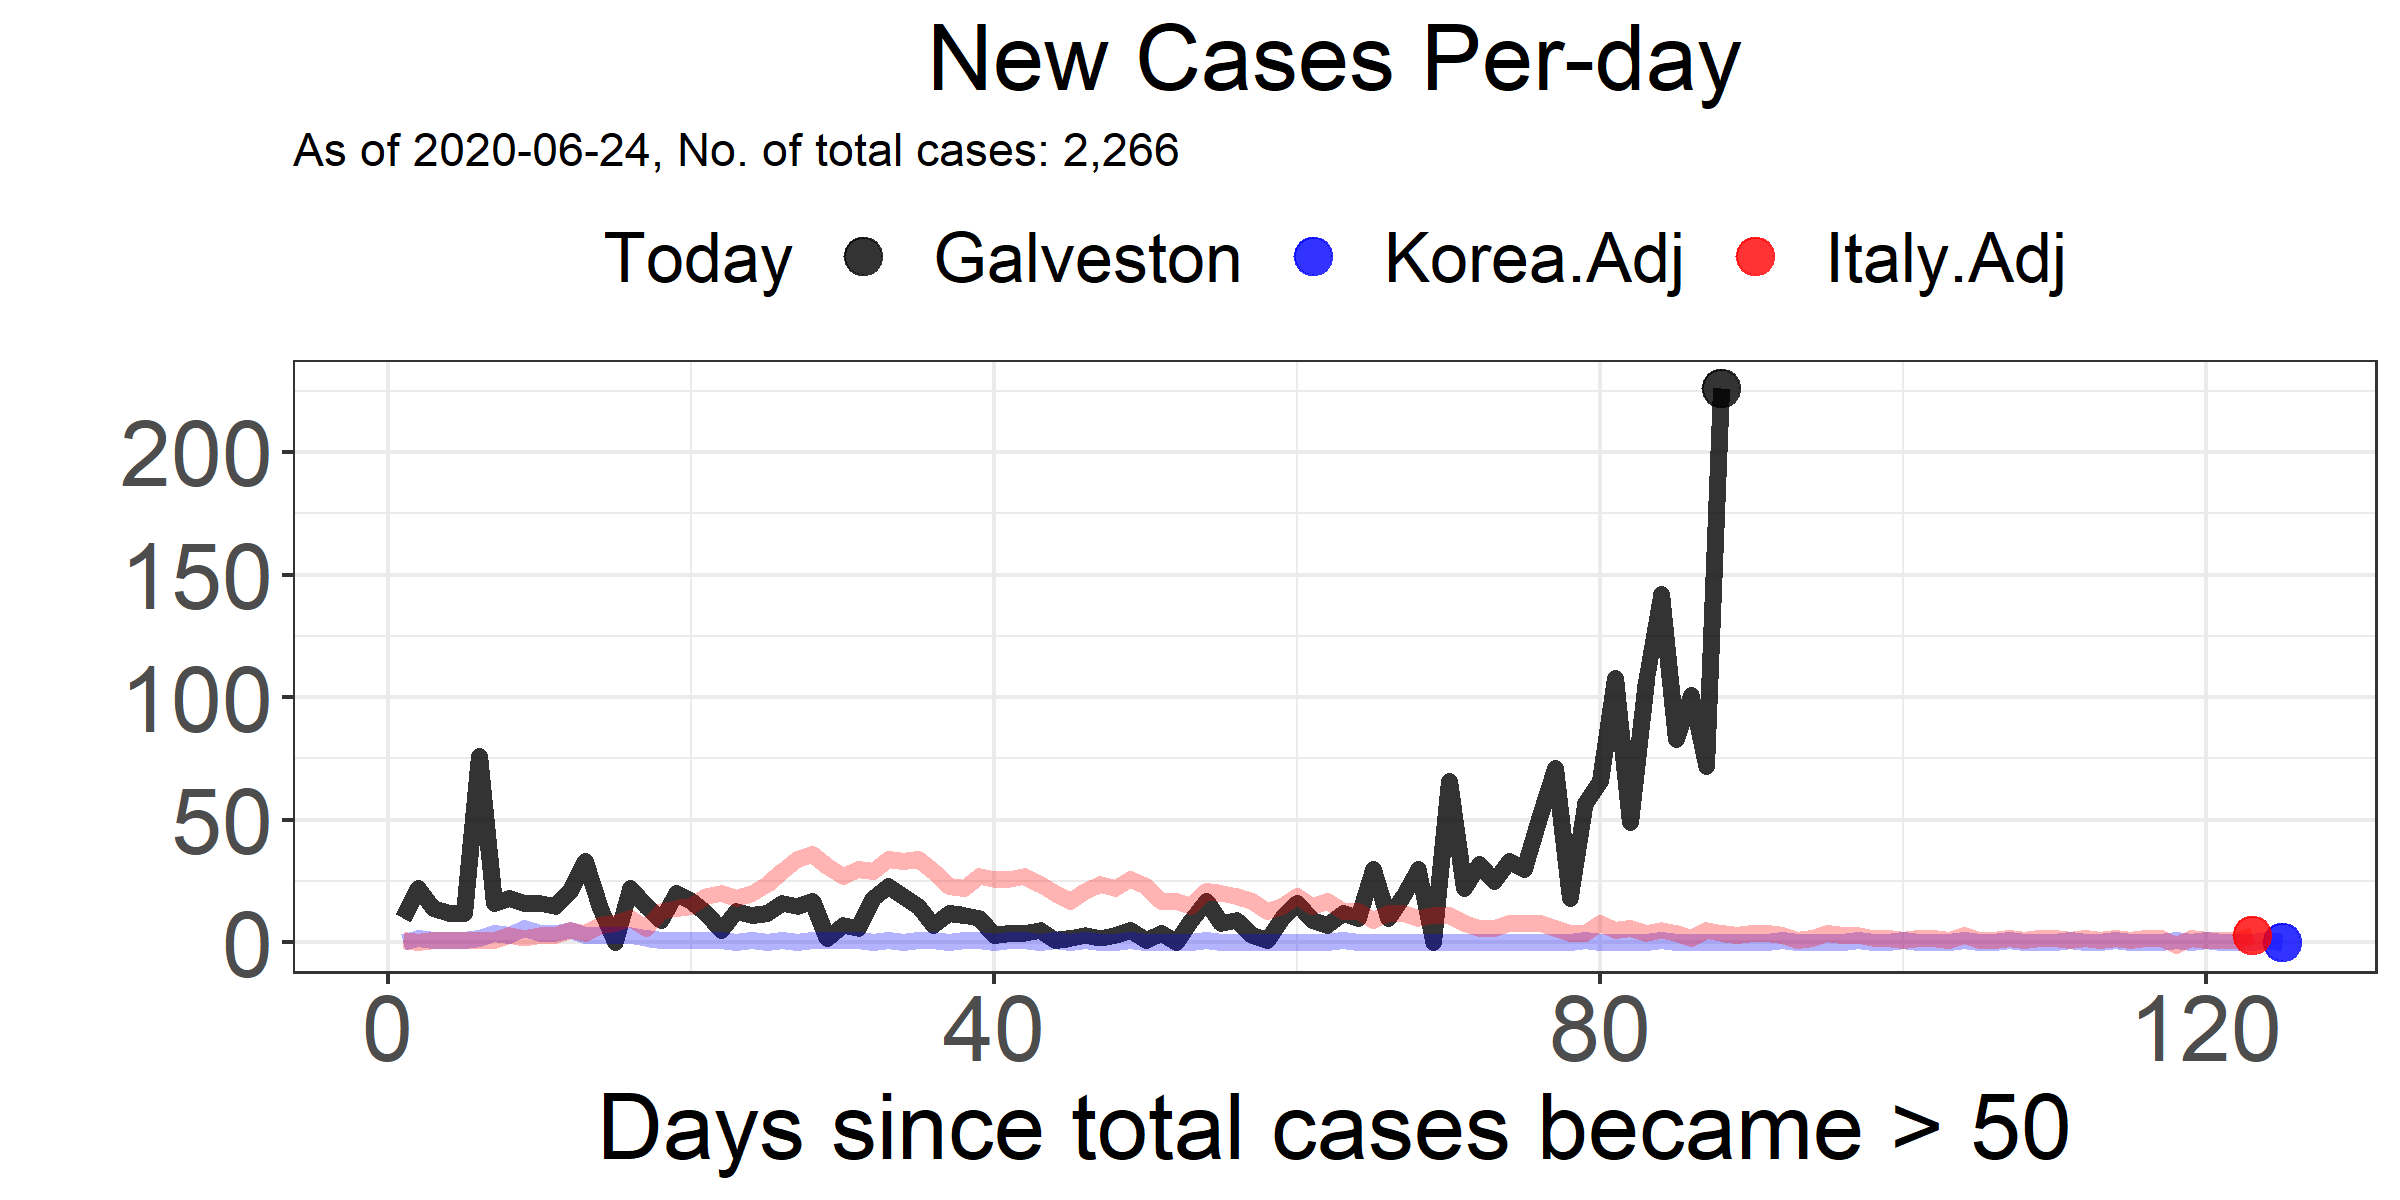 New Cases Per-day
As of 2020-06-24, No. of total cases: 2,266
Today Galveston Korea.Adj Italy.Adj
200
150
100
50
0
0 40 80 120
Days since total cases became > 50